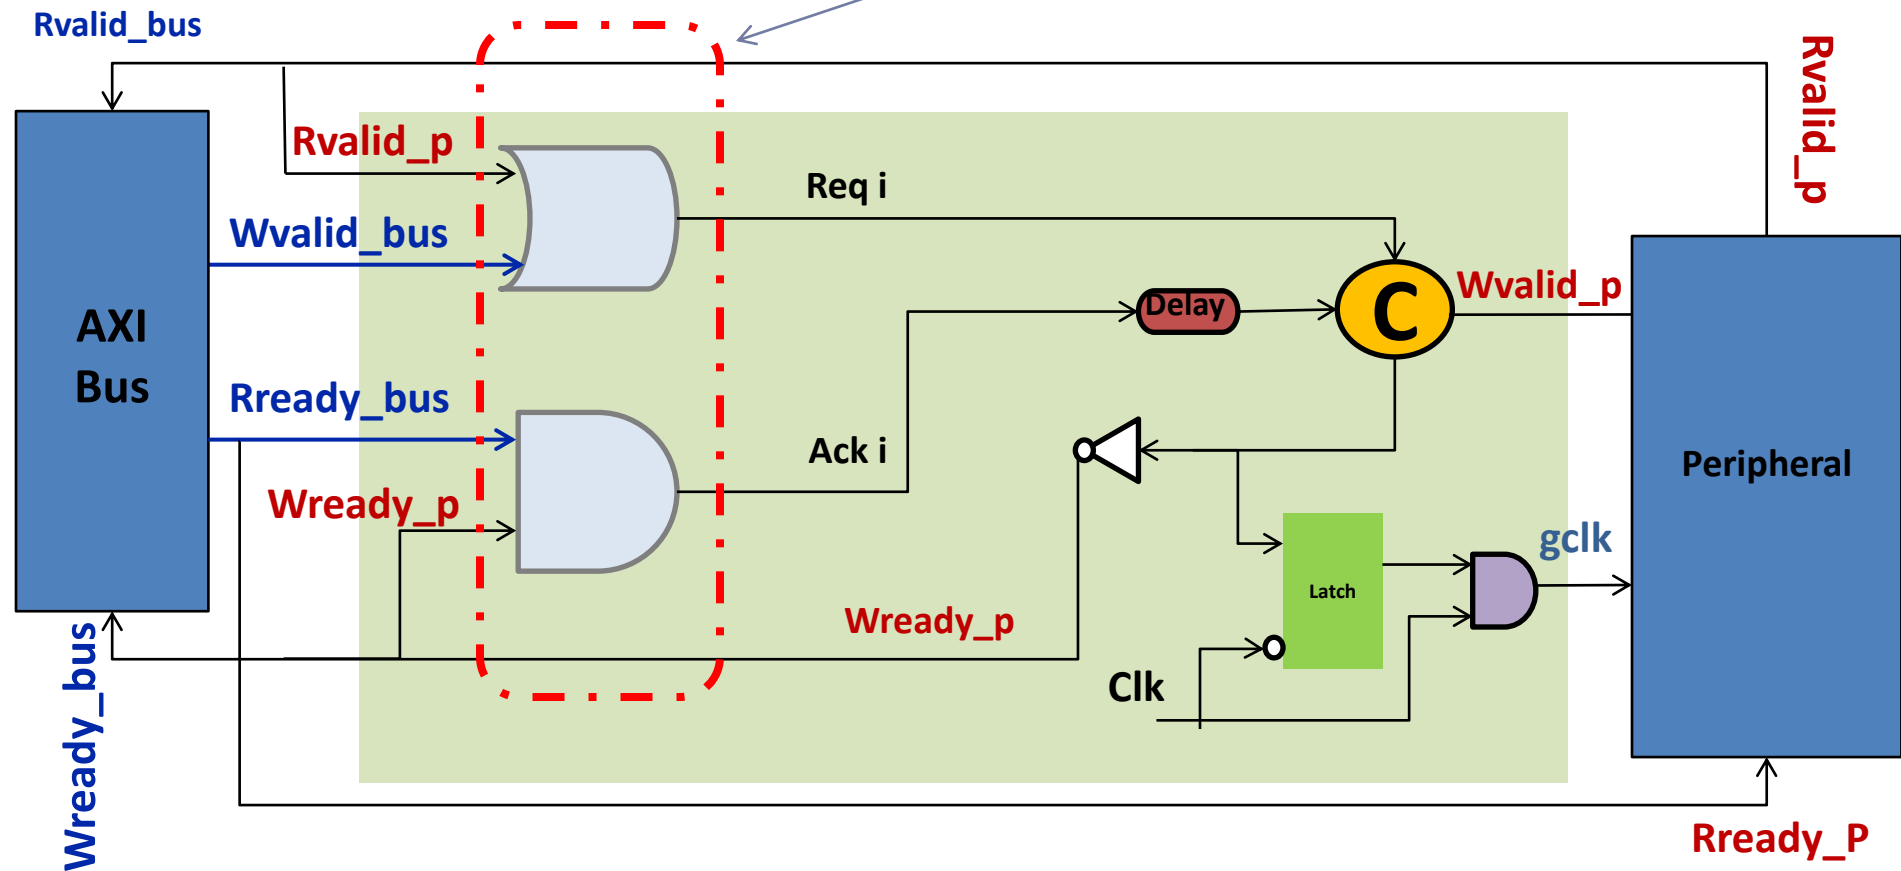 Rvalid_bus
Rvalid_p
Rvalid_p
Req i
Wvalid_bus
Wvalid_p
Delay
C
AXI
Bus
Rready_bus
Ack i
Peripheral
Wready_p
gclk
Latch
Wready_p
Clk
Wready_bus
Rready_P